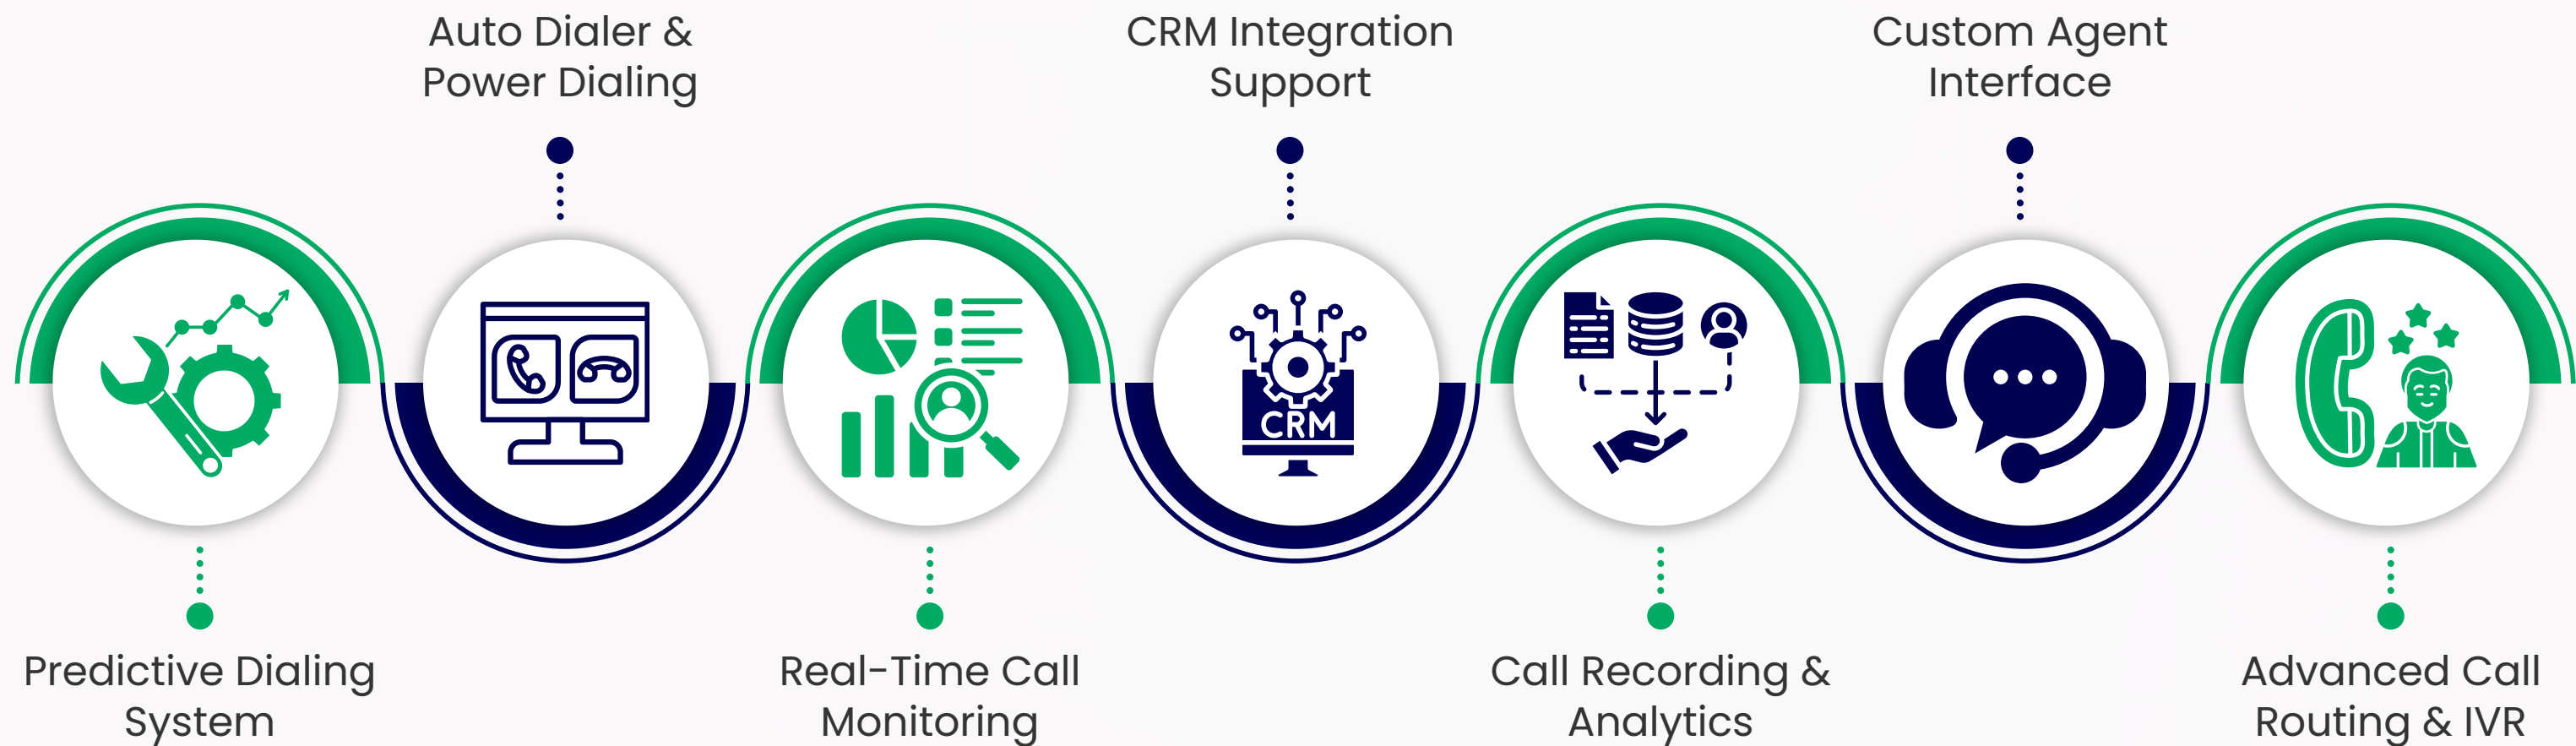 Auto Dialer &
Power Dialing
CRM Integration
Support
Custom Agent
Interface
CRM
Predictive Dialing
System
Real-Time Call
Monitoring
Call Recording &
Analytics
Advanced Call
Routing & IVR